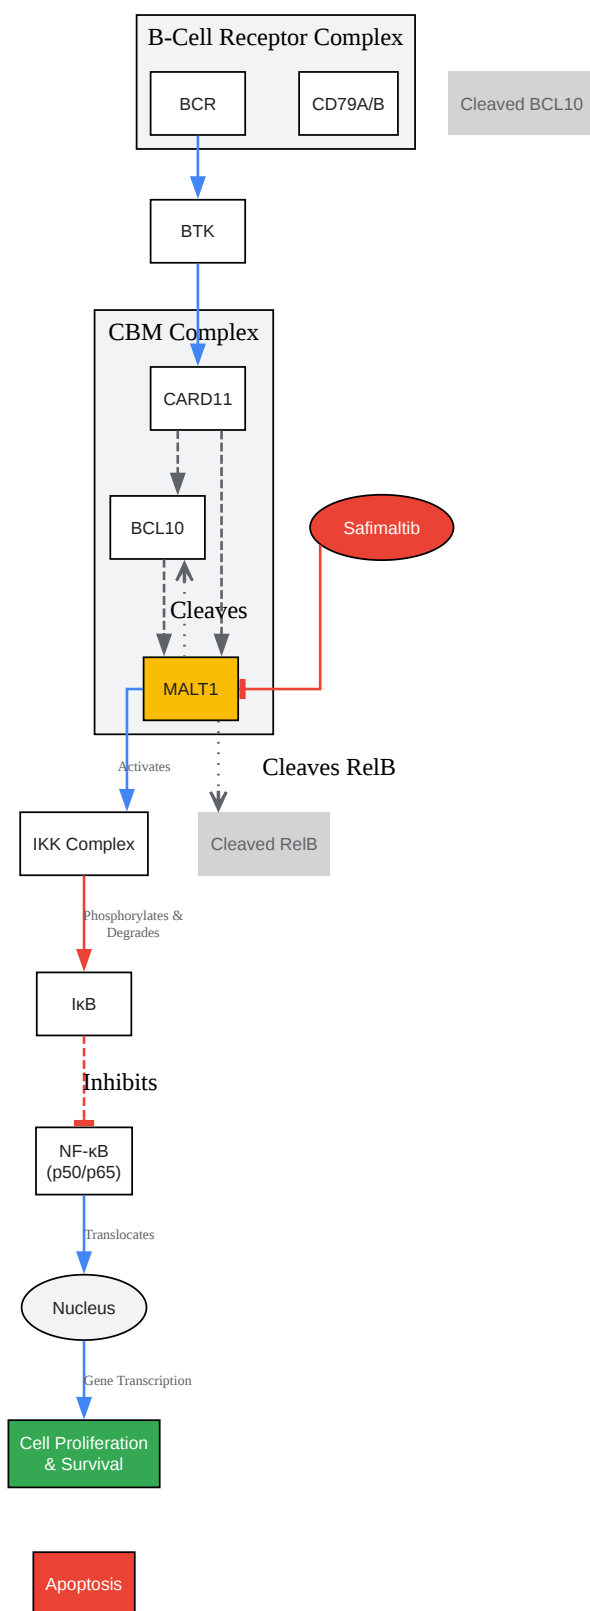 B-Cell Receptor Complex
BCR
CD79A/B
Cleaved BCL10
BTK
CBM Complex
CARD11
BCL10
Safimaltib
Cleaves
MALT1
Activates
Cleaves RelB
IKK Complex
Cleaved RelB
Phosphorylates &
Degrades
IκB
Inhibits
NF-κB
(p50/p65)
Translocates
Nucleus
Gene Transcription
Cell Proliferation
& Survival
Apoptosis